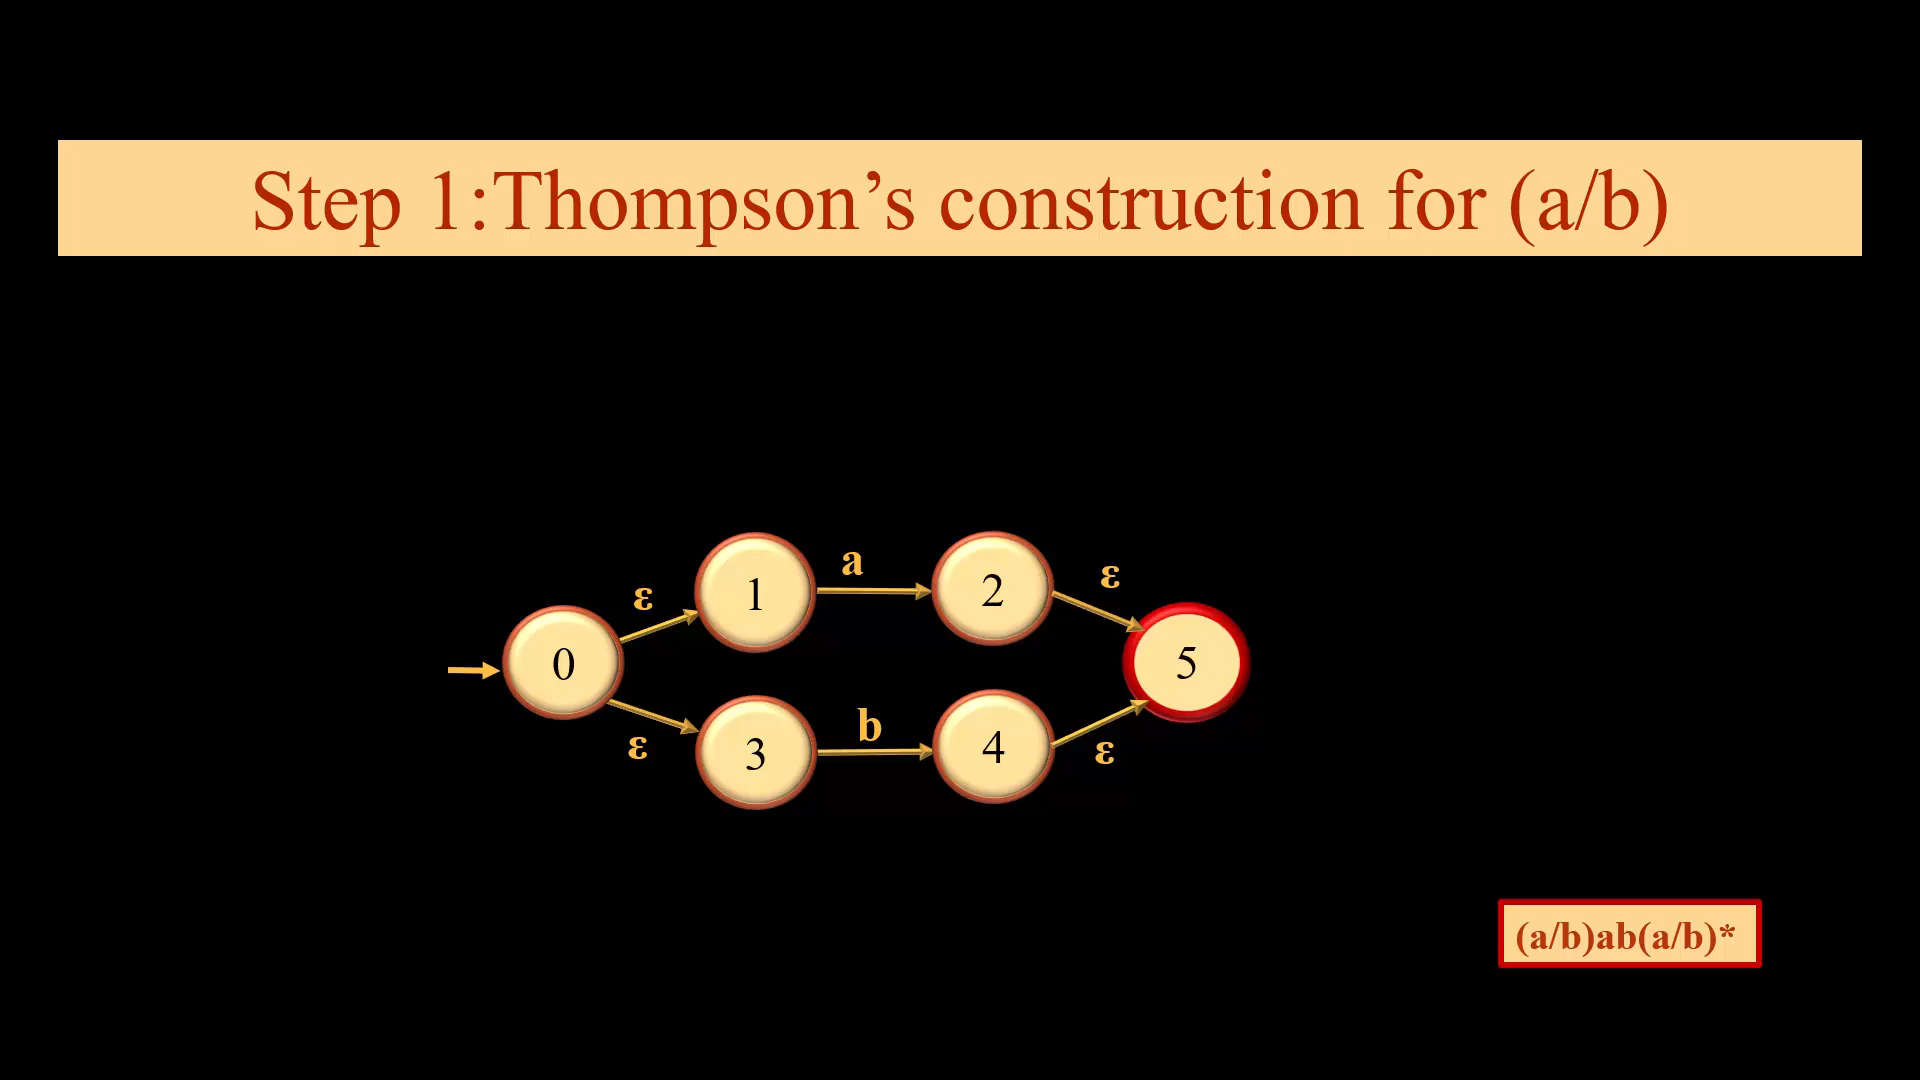 Step 1:Thompson’s construction for (a/b)
a
ε
1
2
ε
0
5
ε
b
3
4
ε
(a/b)ab(a/b)*